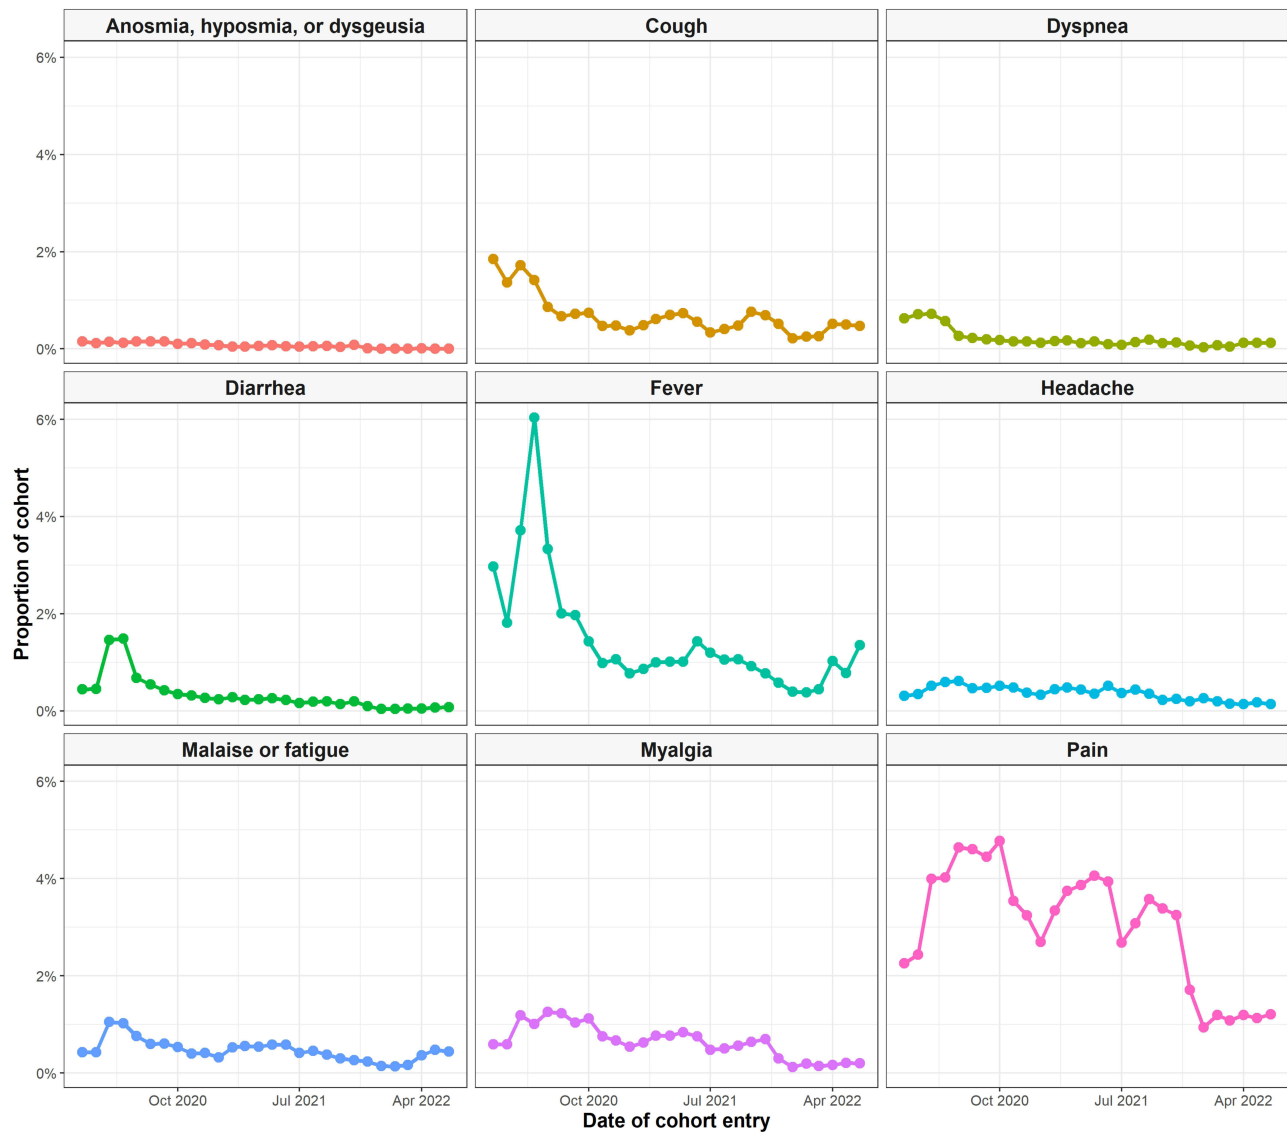 Anosmia, hyposmia, or dysgeusia
Cough
Dyspnea
6%
4%
2%
0%
Diarrhea
Fever
Headache
6%
4%
2%
0%
Malaise or fatigue
Myalgia
Pain
6%
4%
2%
0%
Oct 2020 Jul 2021 Apr 2022
Oct 2020 Jul 2021 Apr 2022
Oct 2020 Jul 2021 Apr 2022
Proportion of cohort
Date of cohort entry